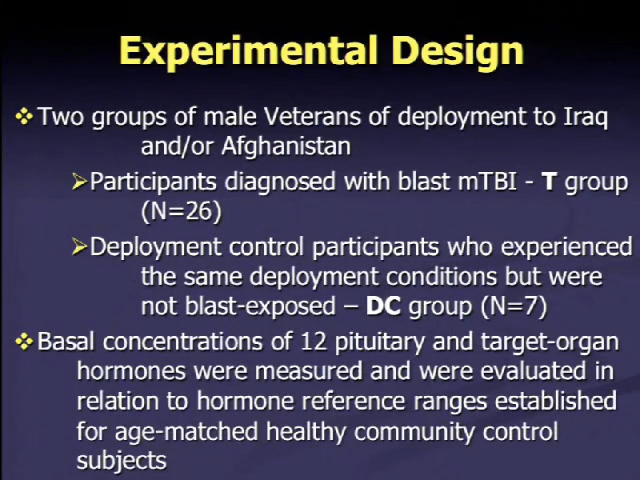 Experimental Design
❖Two groups of male Veterans of deployment to Iraq
and/or Afghanistan
➢Participants diagnosed with blast mTBI - T group
(N=26)
➢Deployment control participants who experienced
the same deployment conditions but were
not blast-exposed – DC group (N=7)
❖Basal concentrations of 12 pituitary and target-organ
hormones were measured and were evaluated in
relation to hormone reference ranges established
for age-matched healthy community control
subjects